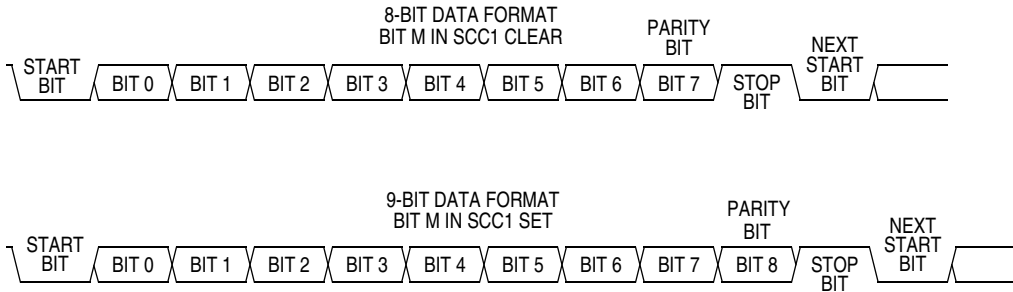 8-BIT DATA FORMAT
BIT M IN SCC1 CLEAR
PARITY
BIT
NEXT
START
BIT
START
BIT
BIT 0
BIT 1
BIT 2
BIT 3
BIT 4
BIT 5
BIT 6
BIT 7
STOP
BIT
9-BIT DATA FORMAT
BIT M IN SCC1 SET
PARITY
BIT
NEXT
START
BIT
START
BIT
BIT 0
BIT 1
BIT 2
BIT 3
BIT 4
BIT 5
BIT 6
BIT 7
BIT 8
STOP
BIT